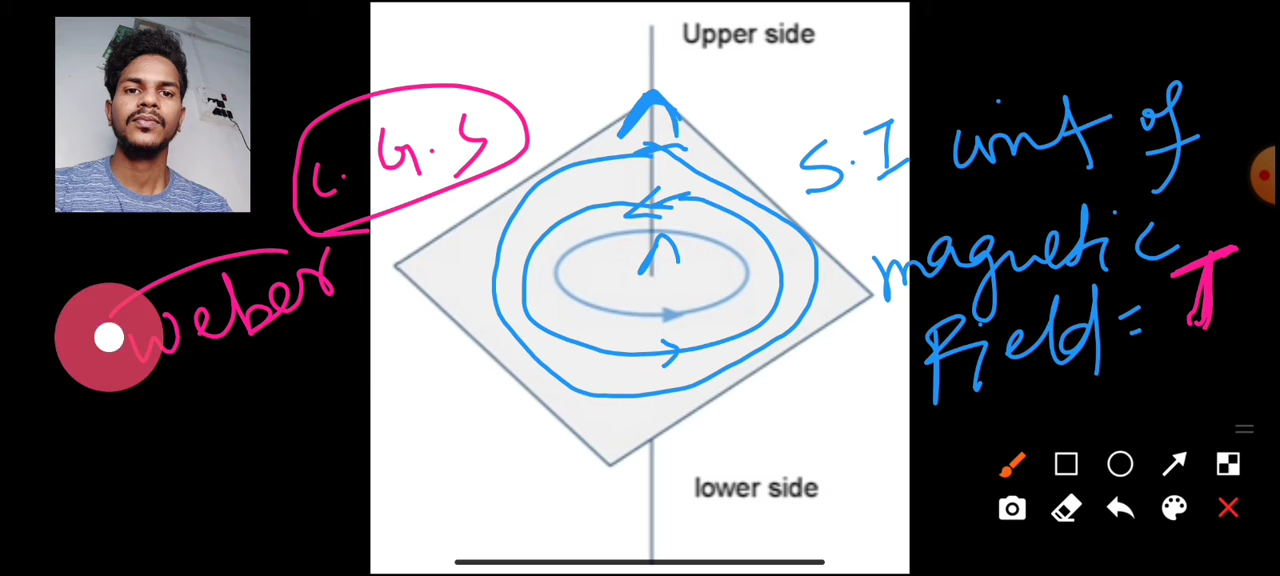 Upper side
C.G.S
S.I unit of
magnetic
Field = T
weber
lower side